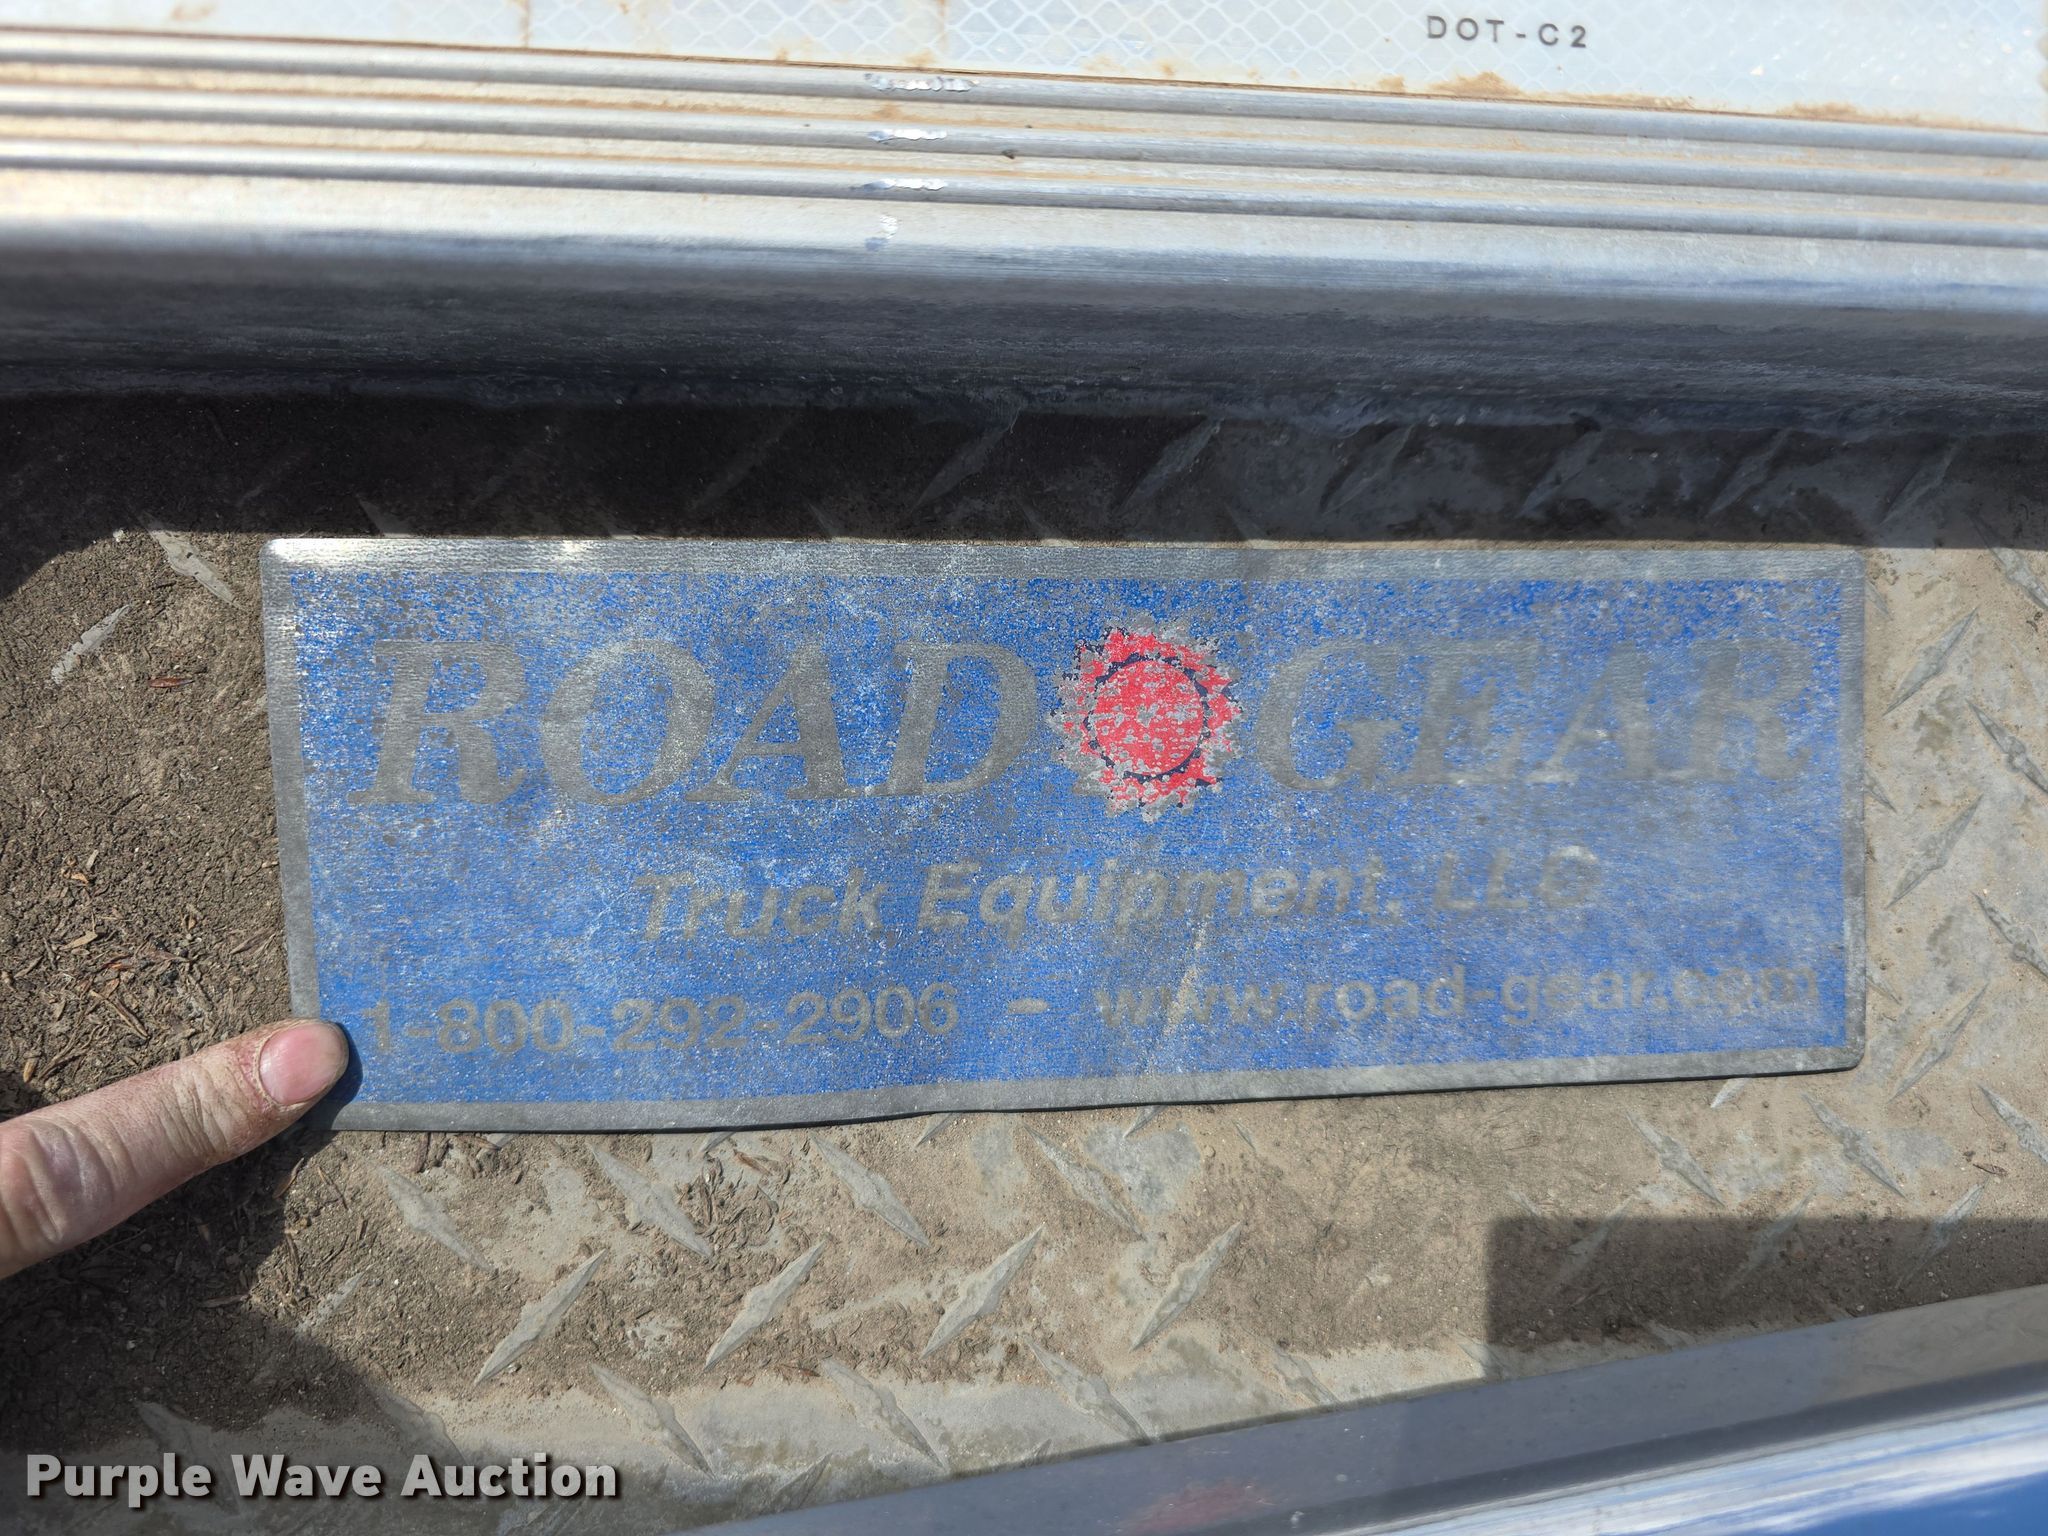 DOT-C2
ROAD GEAR
Truck Equipment, LLC
1-800-292-2906 - www.road-gear.com
Purple Wave Auction